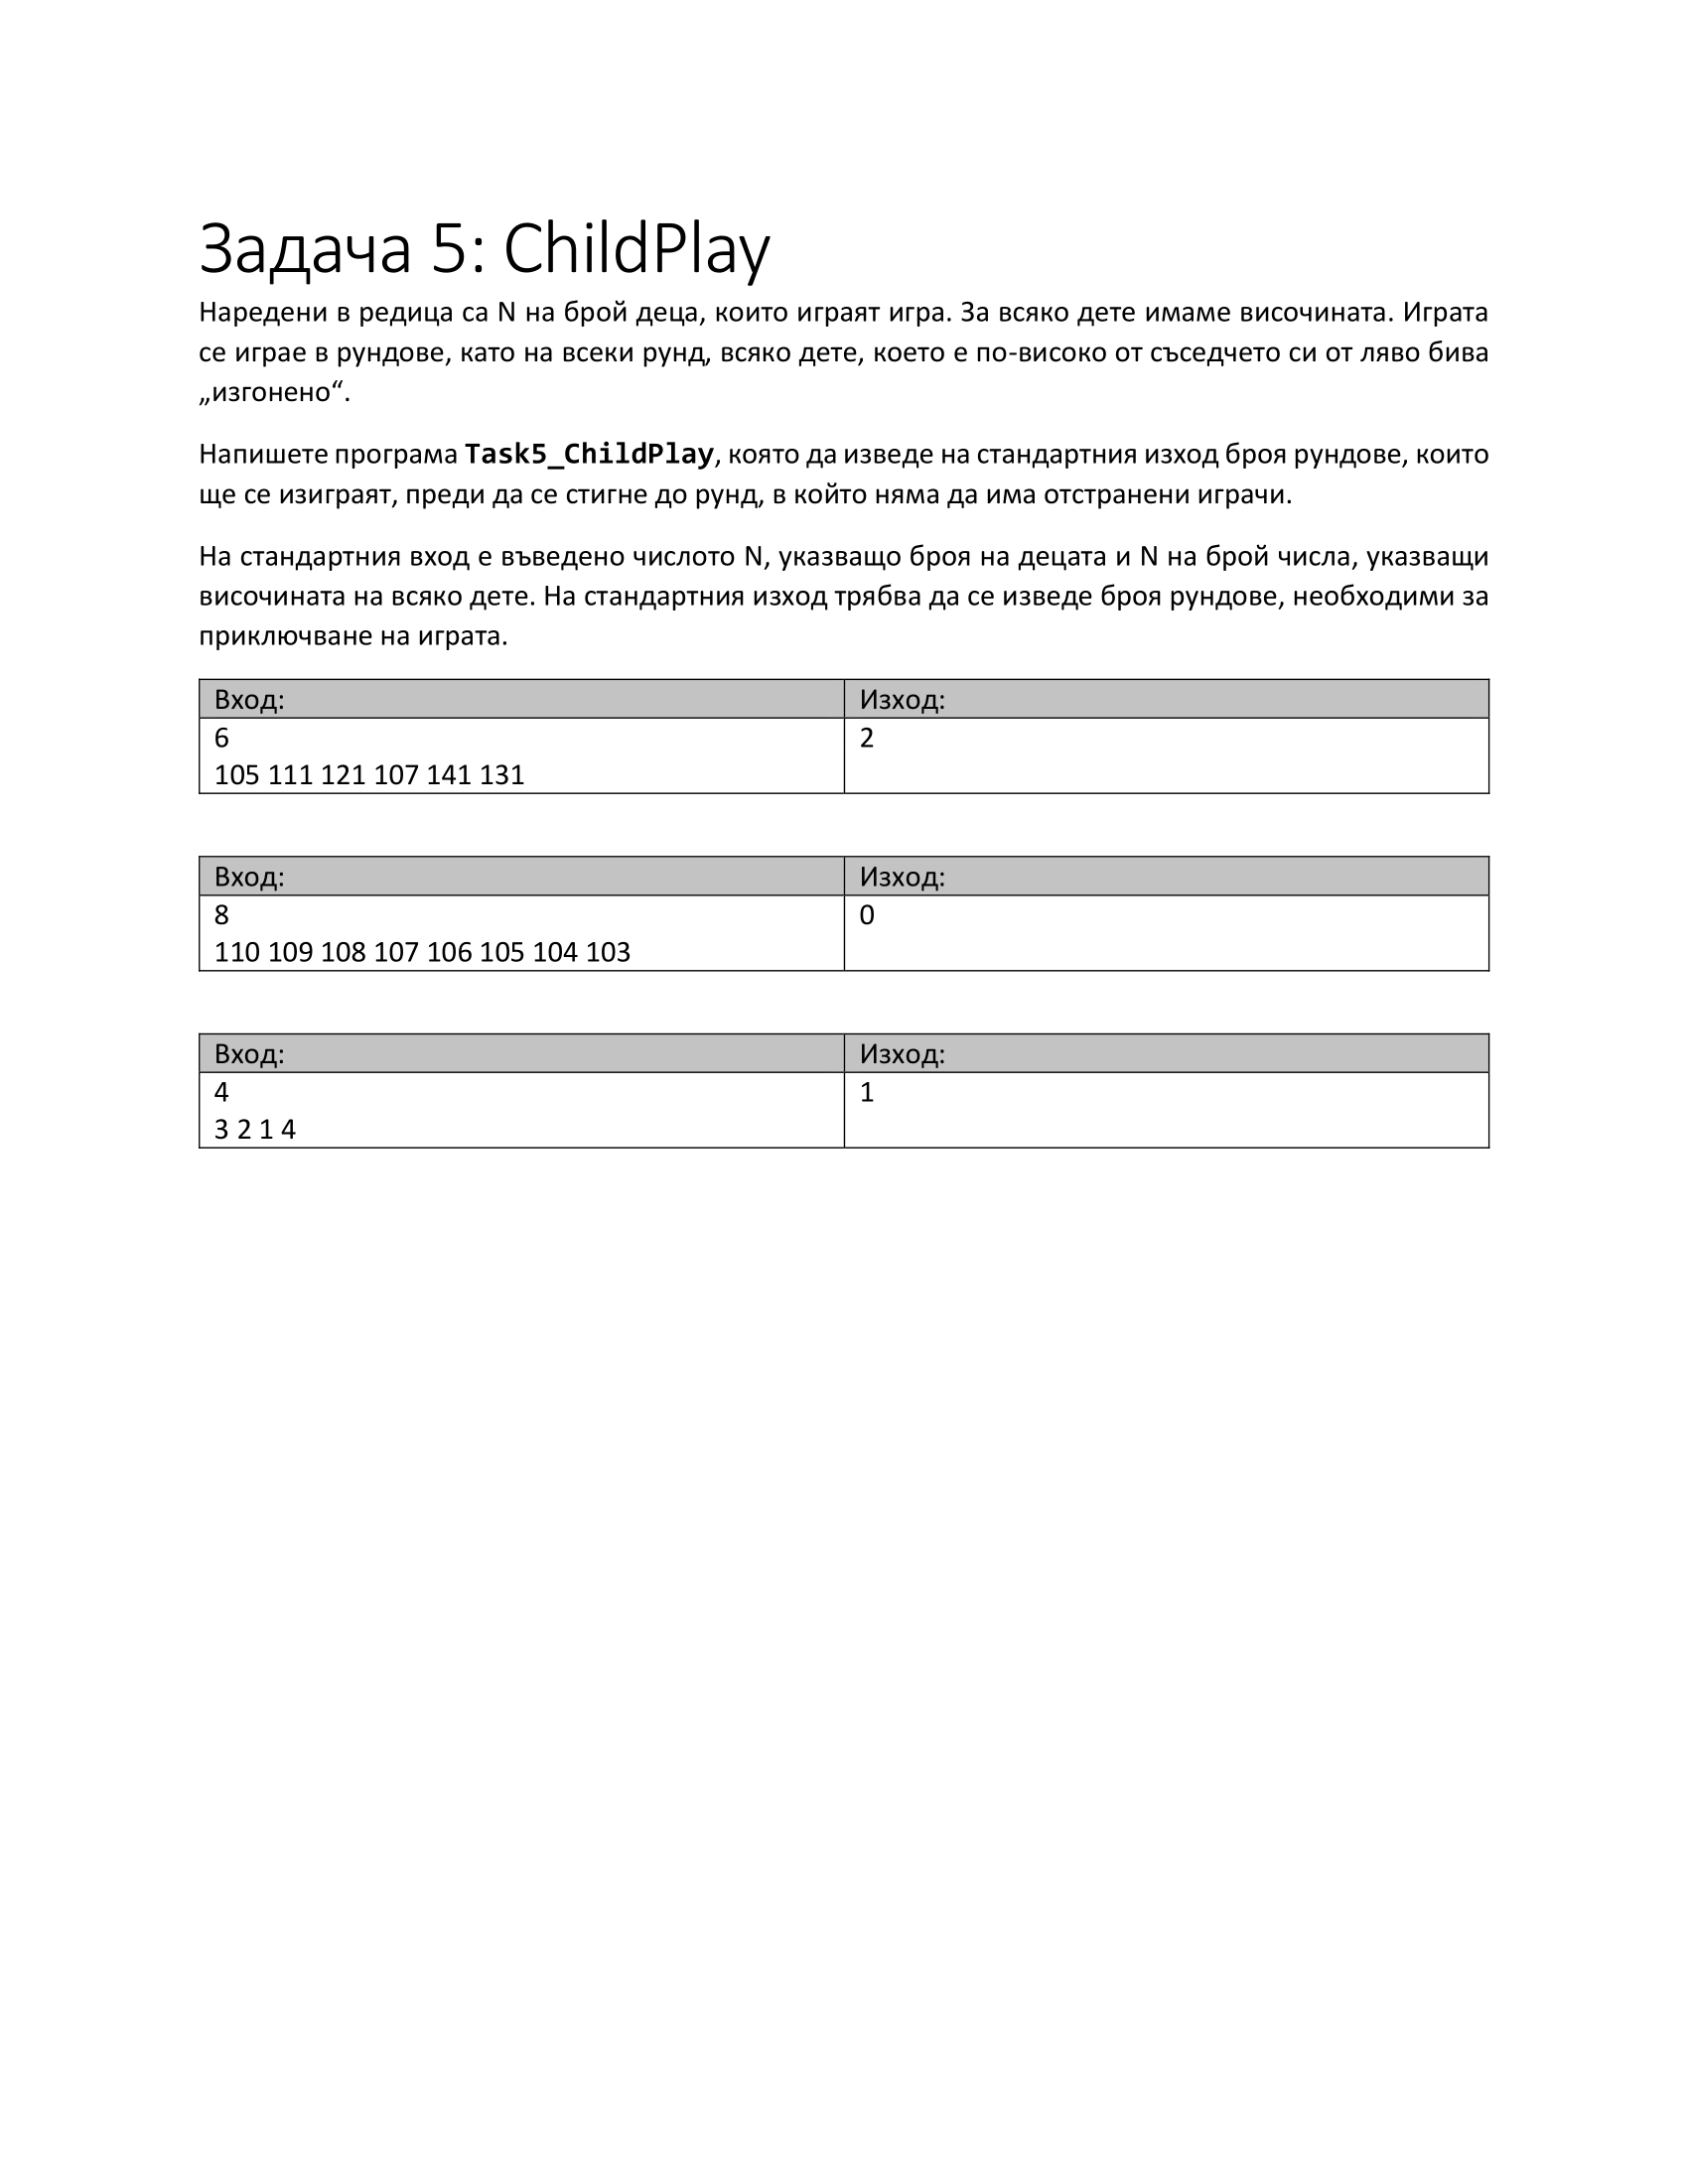 Задача 5: ChildPlay
Наредени в редица са N на брой деца, които играят игра. За всяко дете имаме височината. Играта
се играе в рундове, като на всеки рунд, всяко дете, което е по-високо от съседчето си от ляво бива
„изгонено“.
Напишете програма Task5_ChildPlay, която да изведе на стандартния изход броя рундове, които
ще се изиграят, преди да се стигне до рунд, в който няма да има отстранени играчи.
На стандартния вход е въведено числото N, указващо броя на децата и N на брой числа, указващи
височината на всяко дете. На стандартния изход трябва да се изведе броя рундове, необходими за
приключване на играта.
Вход: Изход:
6 2
105 111 121 107 141 131
Вход: Изход:
8 0
110 109 108 107 106 105 104 103
Вход: Изход:
4 1
3 2 1 4